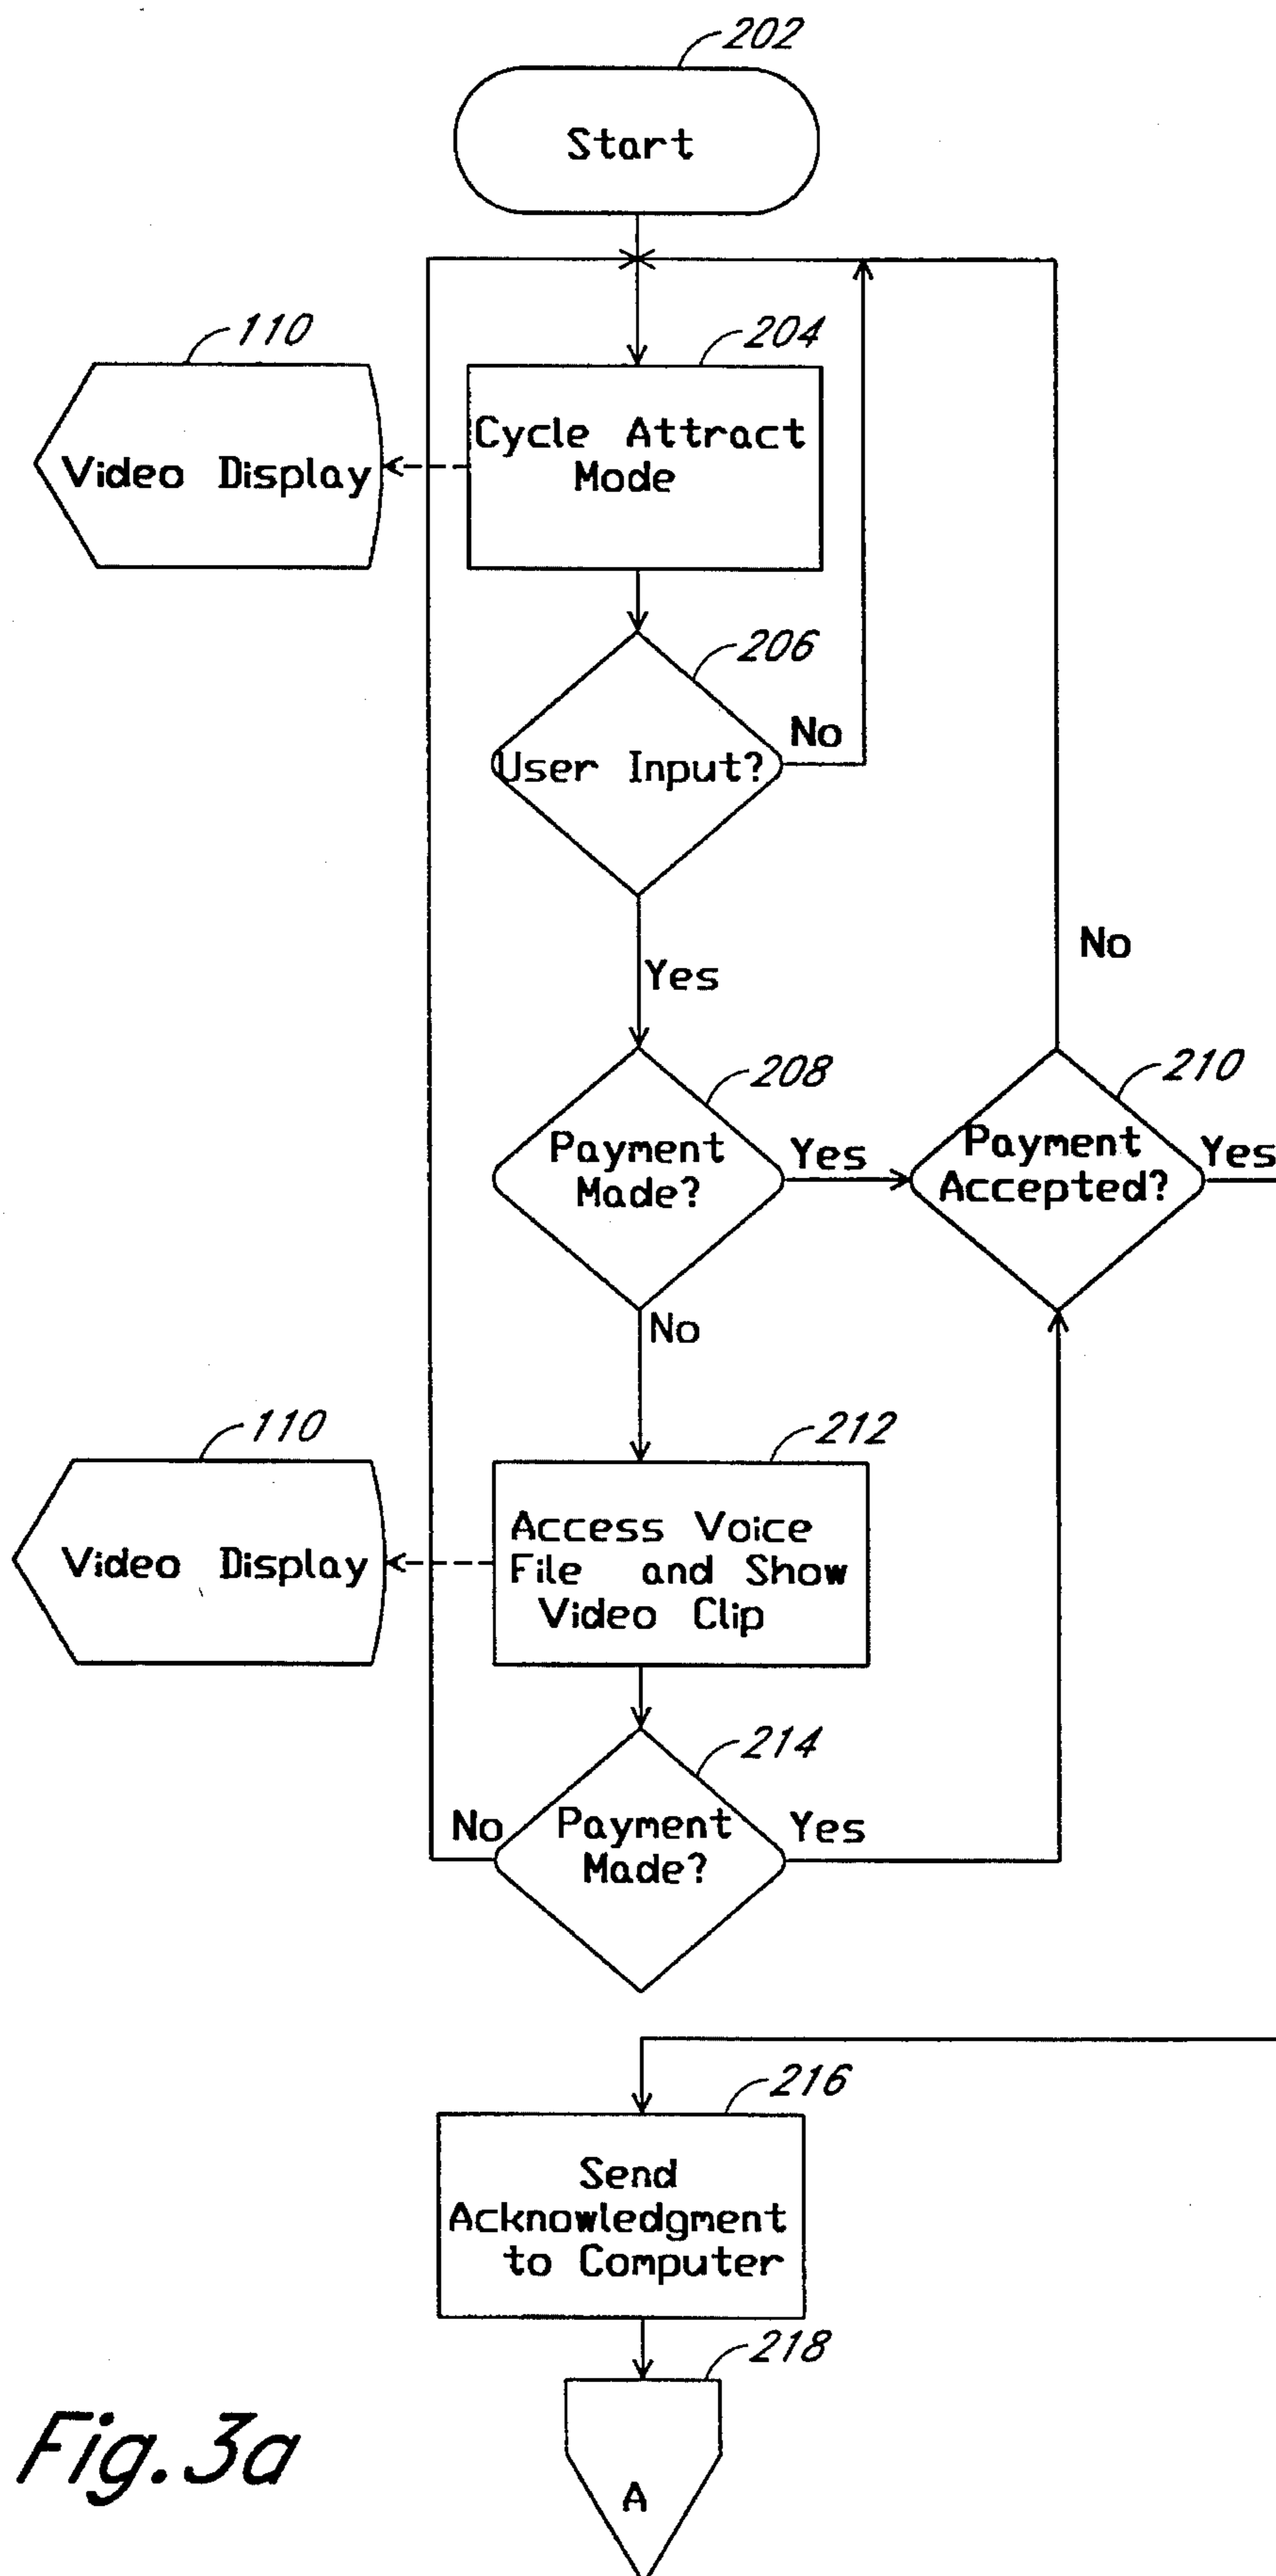 202
Start
110
204
Cycle Attract
Mode
Video Display
206
User Input?
No
Yes
No
208
210
Payment
Made?
Yes
Payment
Accepted?
Yes
No
110
212
Access Voice
File and Show
Video Clip
Video Display
214
No
Payment
Made?
Yes
216
Send
Acknowledgment
to Computer
218
A
Fig. 3a